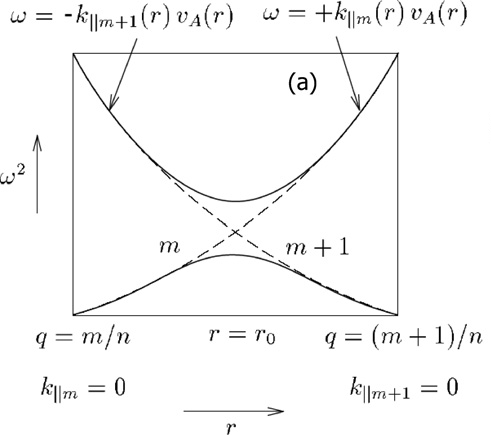 ω = -k∥m+1(r) vA(r) ω = +k∥m(r) vA(r)
(a)
ω²
m m + 1
q = m/n r = r₀ q = (m + 1)/n
k∥m = 0 k∥m+1 = 0
r